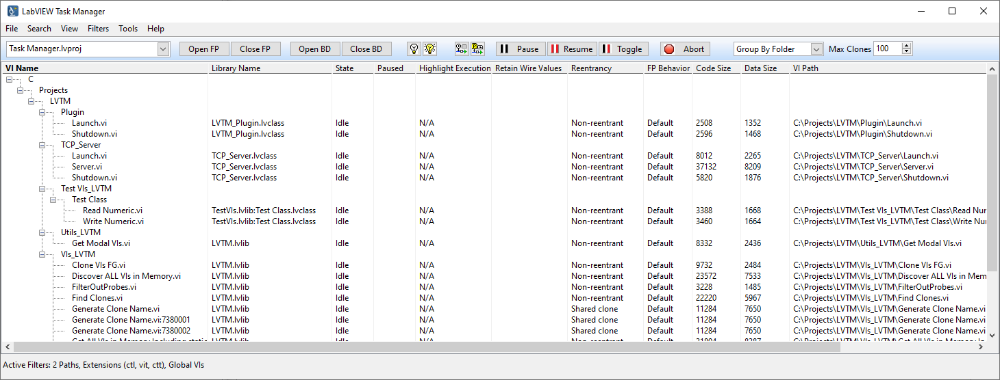 LabVIEW Task Manager
File Search View Filters Tools Help
Task Manager.lvproj Open FP Close FP Open BD Close BD Pause Resume Toggle Abort Group By Folder Max Clones 100
VI Name Library Name State Paused Highlight Execution Retain Wire Values Reentrancy FP Behavior Code Size Data Size VI Path
C
Projects
LVTM
Plugin
Launch.vi LVTM_Plugin.lvclass Idle N/A Non-reentrant Default 2508 1352 C:\Projects\LVTM\Plugin\Launch.vi
Shutdown.vi LVTM_Plugin.lvclass Idle N/A Non-reentrant Default 2596 1468 C:\Projects\LVTM\Plugin\Shutdown.vi
TCP_Server
Launch.vi TCP_Server.lvclass Idle N/A Non-reentrant Default 8012 2265 C:\Projects\LVTM\TCP_Server\Launch.vi
Server.vi TCP_Server.lvclass Idle N/A Non-reentrant Default 37132 8209 C:\Projects\LVTM\TCP_Server\Server.vi
Shutdown.vi TCP_Server.lvclass Idle N/A Non-reentrant Default 5820 1876 C:\Projects\LVTM\TCP_Server\Shutdown.vi
Test VIs_LVTM
Test Class
Read Numeric.vi TestVIs.lvlib:Test Class.lvclass Idle N/A Non-reentrant Default 3388 1668 C:\Projects\LVTM\Test VIs_LVTM\Test Class\Read Nur
Write Numeric.vi TestVIs.lvlib:Test Class.lvclass Idle N/A Non-reentrant Default 3460 1664 C:\Projects\LVTM\Test VIs_LVTM\Test Class\Write Nu
Utils_LVTM
Get Modal VIs.vi LVTM.lvlib Idle N/A Non-reentrant Default 8332 2436 C:\Projects\LVTM\Utils_LVTM\Get Modal VIs.vi
VIs_LVTM
Clone VIs FG.vi LVTM.lvlib Idle N/A Non-reentrant Default 9732 2484 C:\Projects\LVTM\VIs_LVTM\Clone VIs FG.vi
Discover ALL VIs in Memory.vi LVTM.lvlib Idle N/A Non-reentrant Default 23572 7533 C:\Projects\LVTM\VIs_LVTM\Discover ALL VIs in Mem
FilterOutProbes.vi LVTM.lvlib Idle N/A Non-reentrant Default 3228 1485 C:\Projects\LVTM\VIs_LVTM\FilterOutProbes.vi
Find Clones.vi LVTM.lvlib Idle N/A Non-reentrant Default 22220 5967 C:\Projects\LVTM\VIs_LVTM\Find Clones.vi
Generate Clone Name.vi LVTM.lvlib Idle N/A Shared clone Default 11284 7650 C:\Projects\LVTM\VIs_LVTM\Generate Clone Name.vi
Generate Clone Name.vi:7380001 LVTM.lvlib Idle N/A Shared clone Default 11284 7650 C:\Projects\LVTM\VIs_LVTM\Generate Clone Name.vi
Generate Clone Name.vi:7380002 LVTM.lvlib Idle N/A Shared clone Default 11284 7650 C:\Projects\LVTM\VIs_LVTM\Generate Clone Name.vi
Active Filters: 2 Paths, Extensions (ctl, vit, ctt), Global VIs